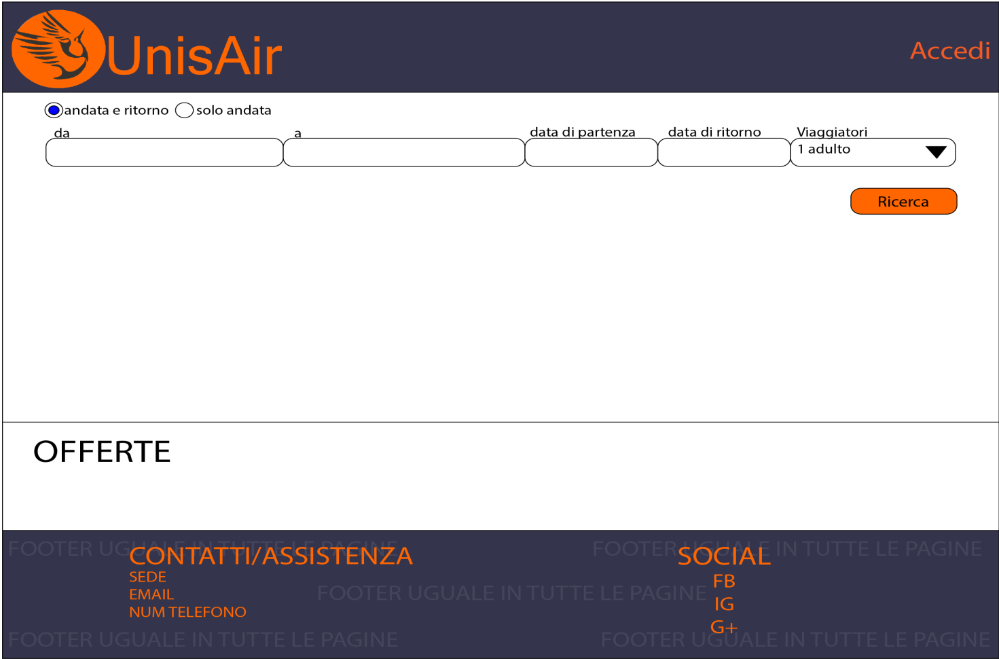 UnisAir
Accedi
andata e ritorno solo andata
da a data di partenza data di ritorno Viaggiatori
1 adulto
Ricerca
OFFERTE
FOOTER UGUALE IN TUTTE LE PAGINE FOOTER UGUALE IN TUTTE LE PAGINE
CONTATTI/ASSISTENZA
SEDE
EMAIL
NUM TELEFONO
FOOTER UGUALE IN TUTTE LE PAGINE
SOCIAL
FB
IG
G+
FOOTER UGUALE IN TUTTE LE PAGINE FOOTER UGUALE IN TUTTE LE PAGINE